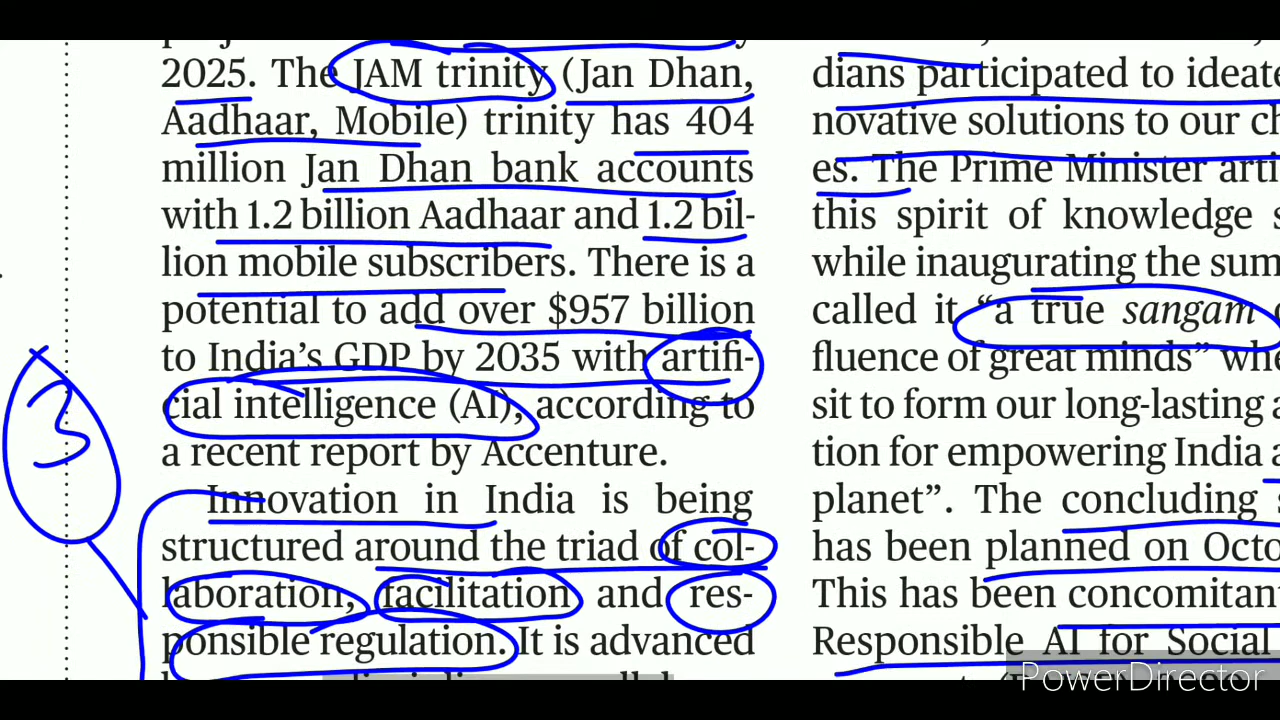 2025. The JAM trinity (Jan Dhan,
Aadhaar, Mobile) trinity has 404
million Jan Dhan bank accounts
with 1.2 billion Aadhaar and 1.2 bil-
lion mobile subscribers. There is a
potential to add over $957 billion
to India's GDP by 2035 with artifi-
cial intelligence (AI), according to
a recent report by Accenture.
Innovation in India is being
structured around the triad of col-
laboration, facilitation and res-
ponsible regulation. It is advanced
3
dians participated to ideate
novative solutions to our ch
es. The Prime Minister arti
this spirit of knowledge s
while inaugurating the sum
called it "a true sangam
fluence of great minds" whe
sit to form our long-lasting a
tion for empowering India a
planet". The concluding s
has been planned on Octo
This has been concomitan
Responsible AI for Social
PowerDirector